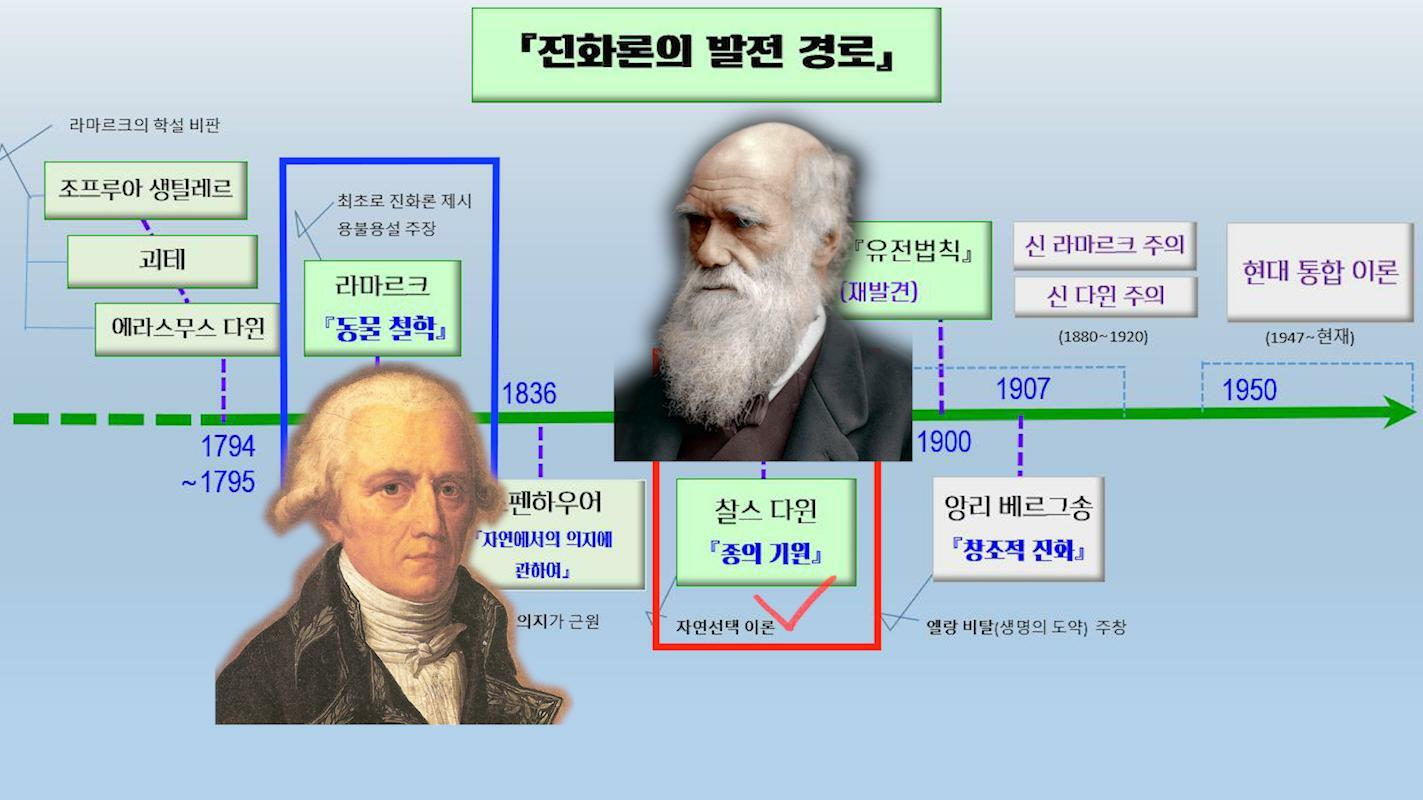 『진화론의 발전 경로』
라마르크의 학설 비판
조프루아 생틸레르
괴테
에라스무스 다윈
최초로 진화론 제시
용불용설 주장
라마르크
『동물 철학』
『유전법칙』
(재발견)
신 라마르크 주의
신 다윈 주의
(1880~1920)
현대 통합 이론
(1947~현재)
1794
~1795
1836
1900
1907
1950
펜하우어
『자연에서의 의지에
관하여』
의지가 근원
찰스 다윈
『종의 기원』
자연선택 이론
앙리 베르그송
『창조적 진화』
엘랑 비탈(생명의 도약) 주창